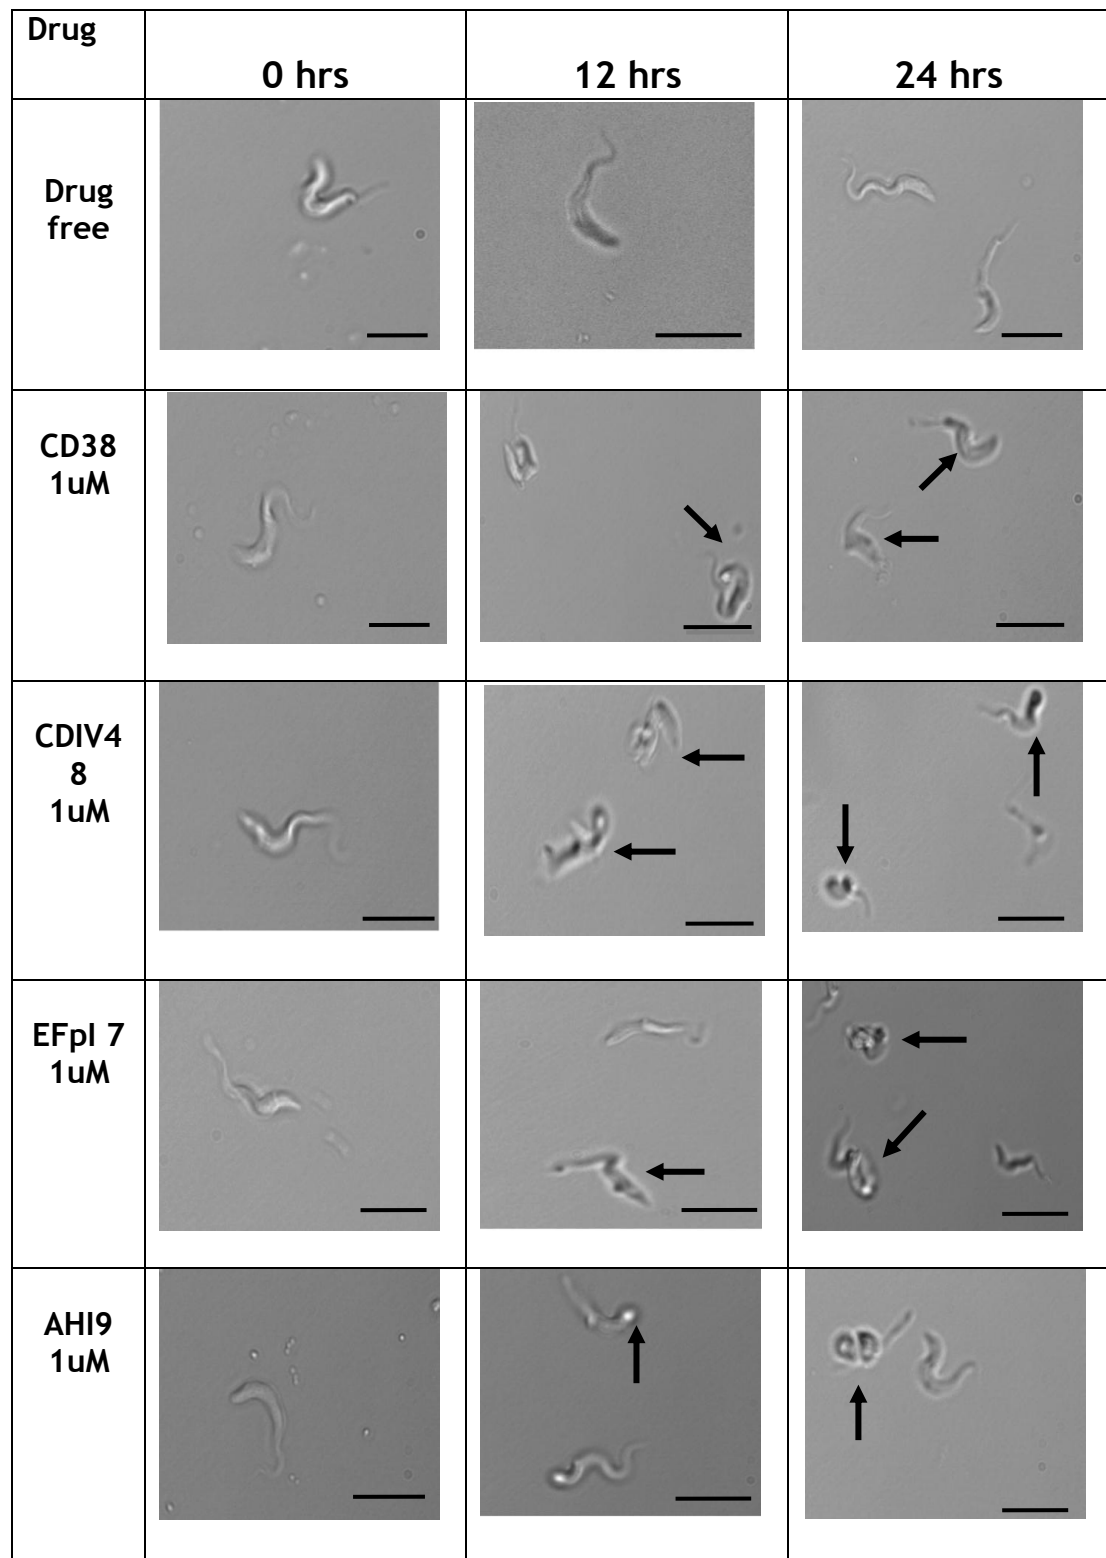 Drug
0 hrs
12 hrs
24 hrs
Drug
free
CD38
1uM
CDIV4
8
1uM
EFpI 7
1uM
AHI9
1uM